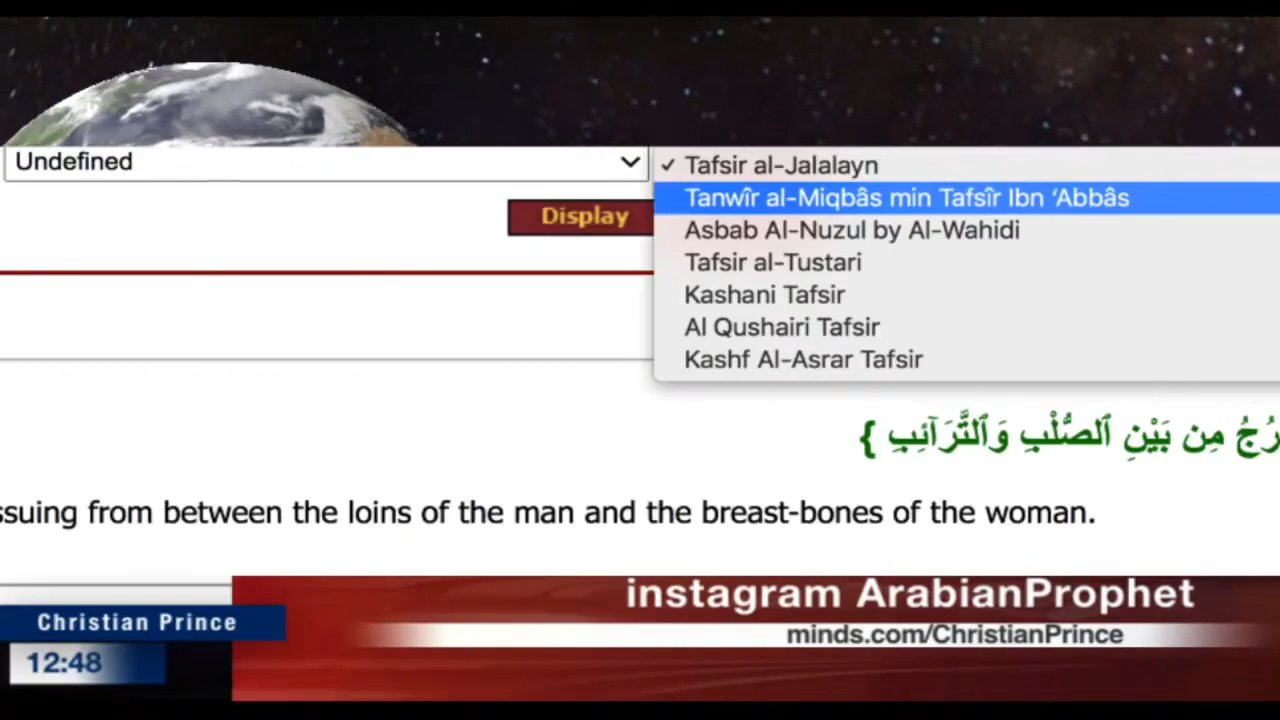 Undefined
✓ Tafsir al-Jalalayn
Tanwîr al-Miqbâs min Tafsîr Ibn ‘Abbâs
Display
Asbab Al-Nuzul by Al-Wahidi
Tafsir al-Tustari
Kashani Tafsir
Al Qushairi Tafsir
Kashf Al-Asrar Tafsir
مِن بَيْنِ ٱلصُّلْبِ وَٱلتَّرَآئِبِ }
ssuing from between the loins of the man and the breast-bones of the woman.
instagram ArabianProphet
Christian Prince
minds.com/ChristianPrince
12:48